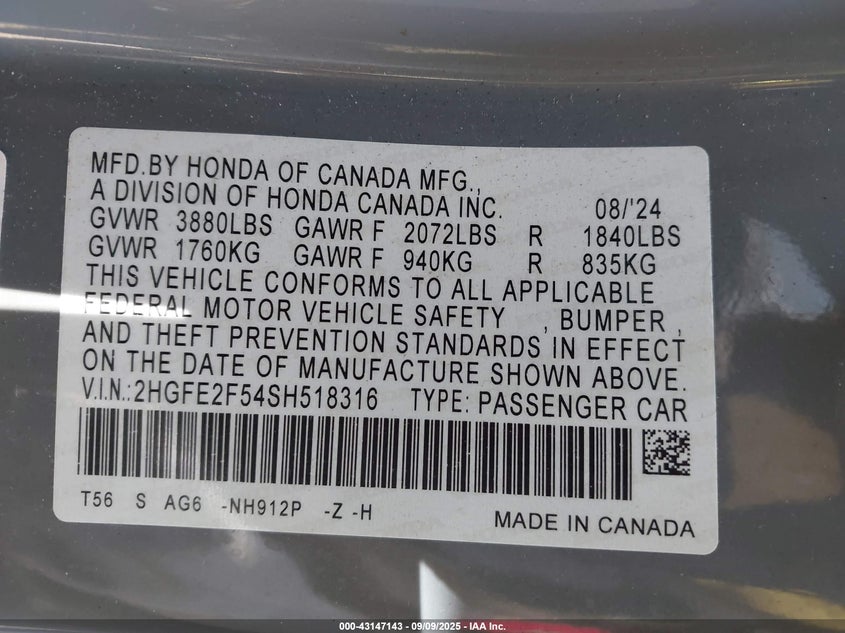 MFD.BY HONDA OF CANADA MFG.,
A DIVISION OF HONDA CANADA INC. 08/'24
GVWR 3880LBS GAWR F 2072LBS R 1840LBS
GVWR 1760KG GAWR F 940KG R 835KG
THIS VEHICLE CONFORMS TO ALL APPLICABLE
FEDERAL MOTOR VEHICLE SAFETY , BUMPER ,
AND THEFT PREVENTION STANDARDS IN EFFECT
ON THE DATE OF MANUFACTURE SHOWN ABOVE.
V.I.N.:2HGFE2F54SH518316 TYPE: PASSENGER CAR
T56 S AG6 -NH912P -Z -H
MADE IN CANADA
000-43147143 - 09/09/2025 - IAA Inc.